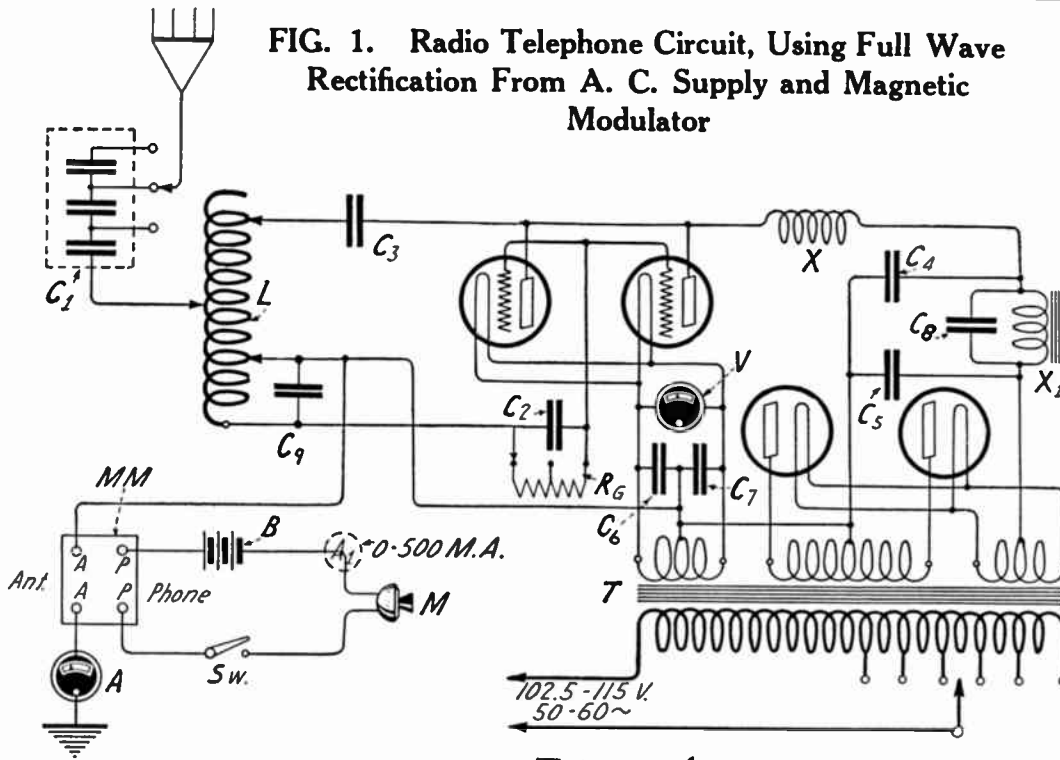 FIG. 1. Radio Telephone Circuit, Using Full Wave
Rectification From A. C. Supply and Magnetic
Modulator
C1
L
C3
X
C4
C8
X1
C5
V
C2
C9
RG
C6
C7
MM
B
A1
0-500 M.A.
A
P
A
P
Ant.
Phone
M
T
Sw.
A
102.5-115 V.
50-60~